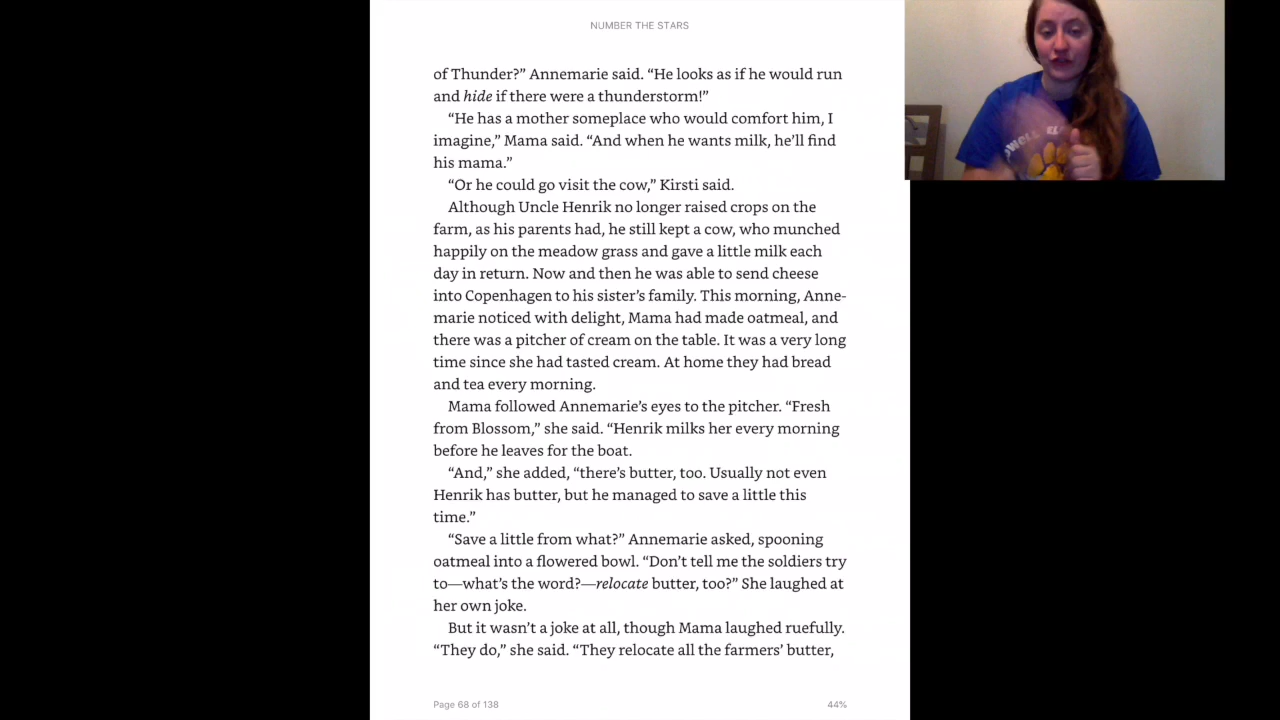 NUMBER THE STARS
of Thunder?” Annemarie said. “He looks as if he would run
and hide if there were a thunderstorm!”
“He has a mother someplace who would comfort him, I
imagine,” Mama said. “And when he wants milk, he’ll find
his mama.”
“Or he could go visit the cow,” Kirsti said.
Although Uncle Henrik no longer raised crops on the
farm, as his parents had, he still kept a cow, who munched
happily on the meadow grass and gave a little milk each
day in return. Now and then he was able to send cheese
into Copenhagen to his sister’s family. This morning, Anne-
marie noticed with delight, Mama had made oatmeal, and
there was a pitcher of cream on the table. It was a very long
time since she had tasted cream. At home they had bread
and tea every morning.
Mama followed Annemarie’s eyes to the pitcher. “Fresh
from Blossom,” she said. “Henrik milks her every morning
before he leaves for the boat.
“And,” she added, “there’s butter, too. Usually not even
Henrik has butter, but he managed to save a little this
time.”
“Save a little from what?” Annemarie asked, spooning
oatmeal into a flowered bowl. “Don’t tell me the soldiers try
to—what’s the word?—relocate butter, too?” She laughed at
her own joke.
But it wasn’t a joke at all, though Mama laughed ruefully.
“They do,” she said. “They relocate all the farmers’ butter,
Page 68 of 138
44%